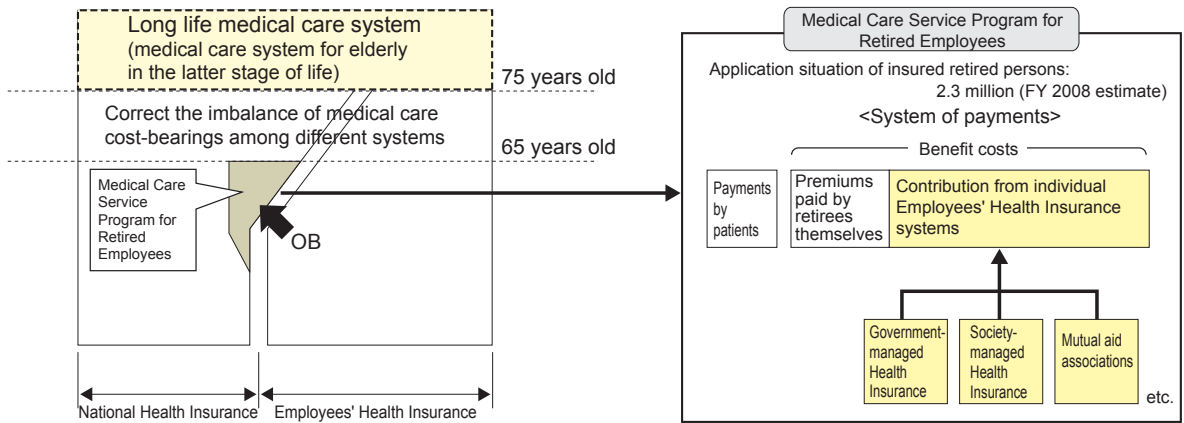 Long life medical care system
(medical care system for elderly
in the latter stage of life)
75 years old
Correct the imbalance of medical care
cost-bearings among different systems
65 years old
Medical Care
Service
Program for
Retired
Employees
OB
National Health Insurance
Employees' Health Insurance
Medical Care Service Program for
Retired Employees
Application situation of insured retired persons:
2.3 million (FY 2008 estimate)
<System of payments>
Benefit costs
Payments
by
patients
Premiums
paid by
retirees
themselves
Contribution from individual
Employees' Health Insurance
systems
Government-
managed
Health
Insurance
Society-
managed
Health
Insurance
Mutual aid
associations
etc.